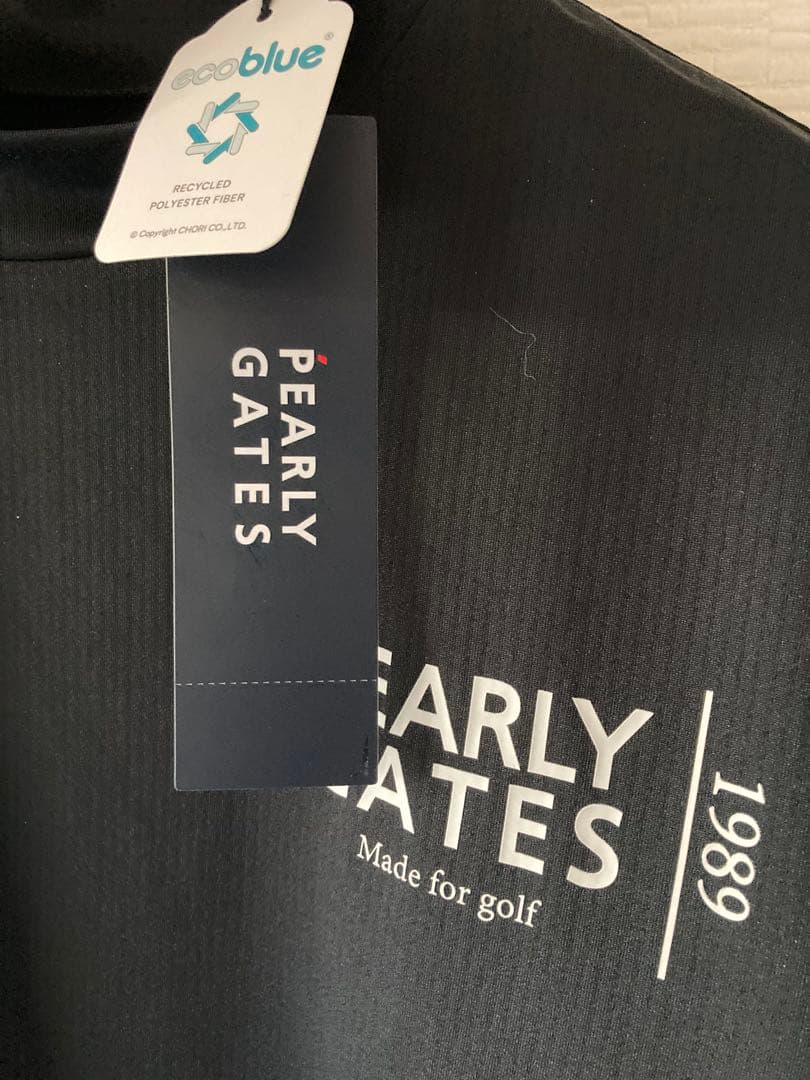 ecoblue®
RECYCLED
POLYESTER FIBER
© Copyright CHORI CO.,LTD.
PEARLY
GATES
EARLY
ATES
Made for golf
1989